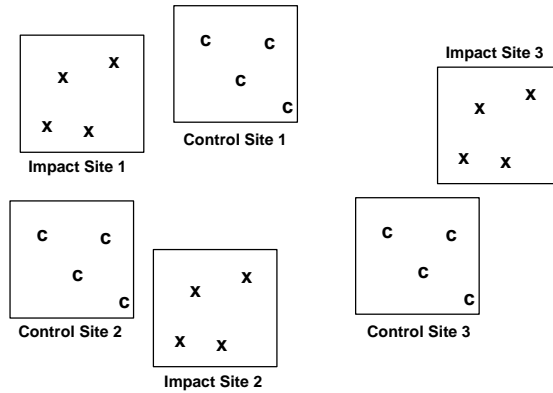 c c
c
c
Control Site 1
x
x
x x
Impact Site 1
Impact Site 3
x
x
x x
c c
c
c
Control Site 2
x
x
x x
Impact Site 2
c c
c
c
Control Site 3